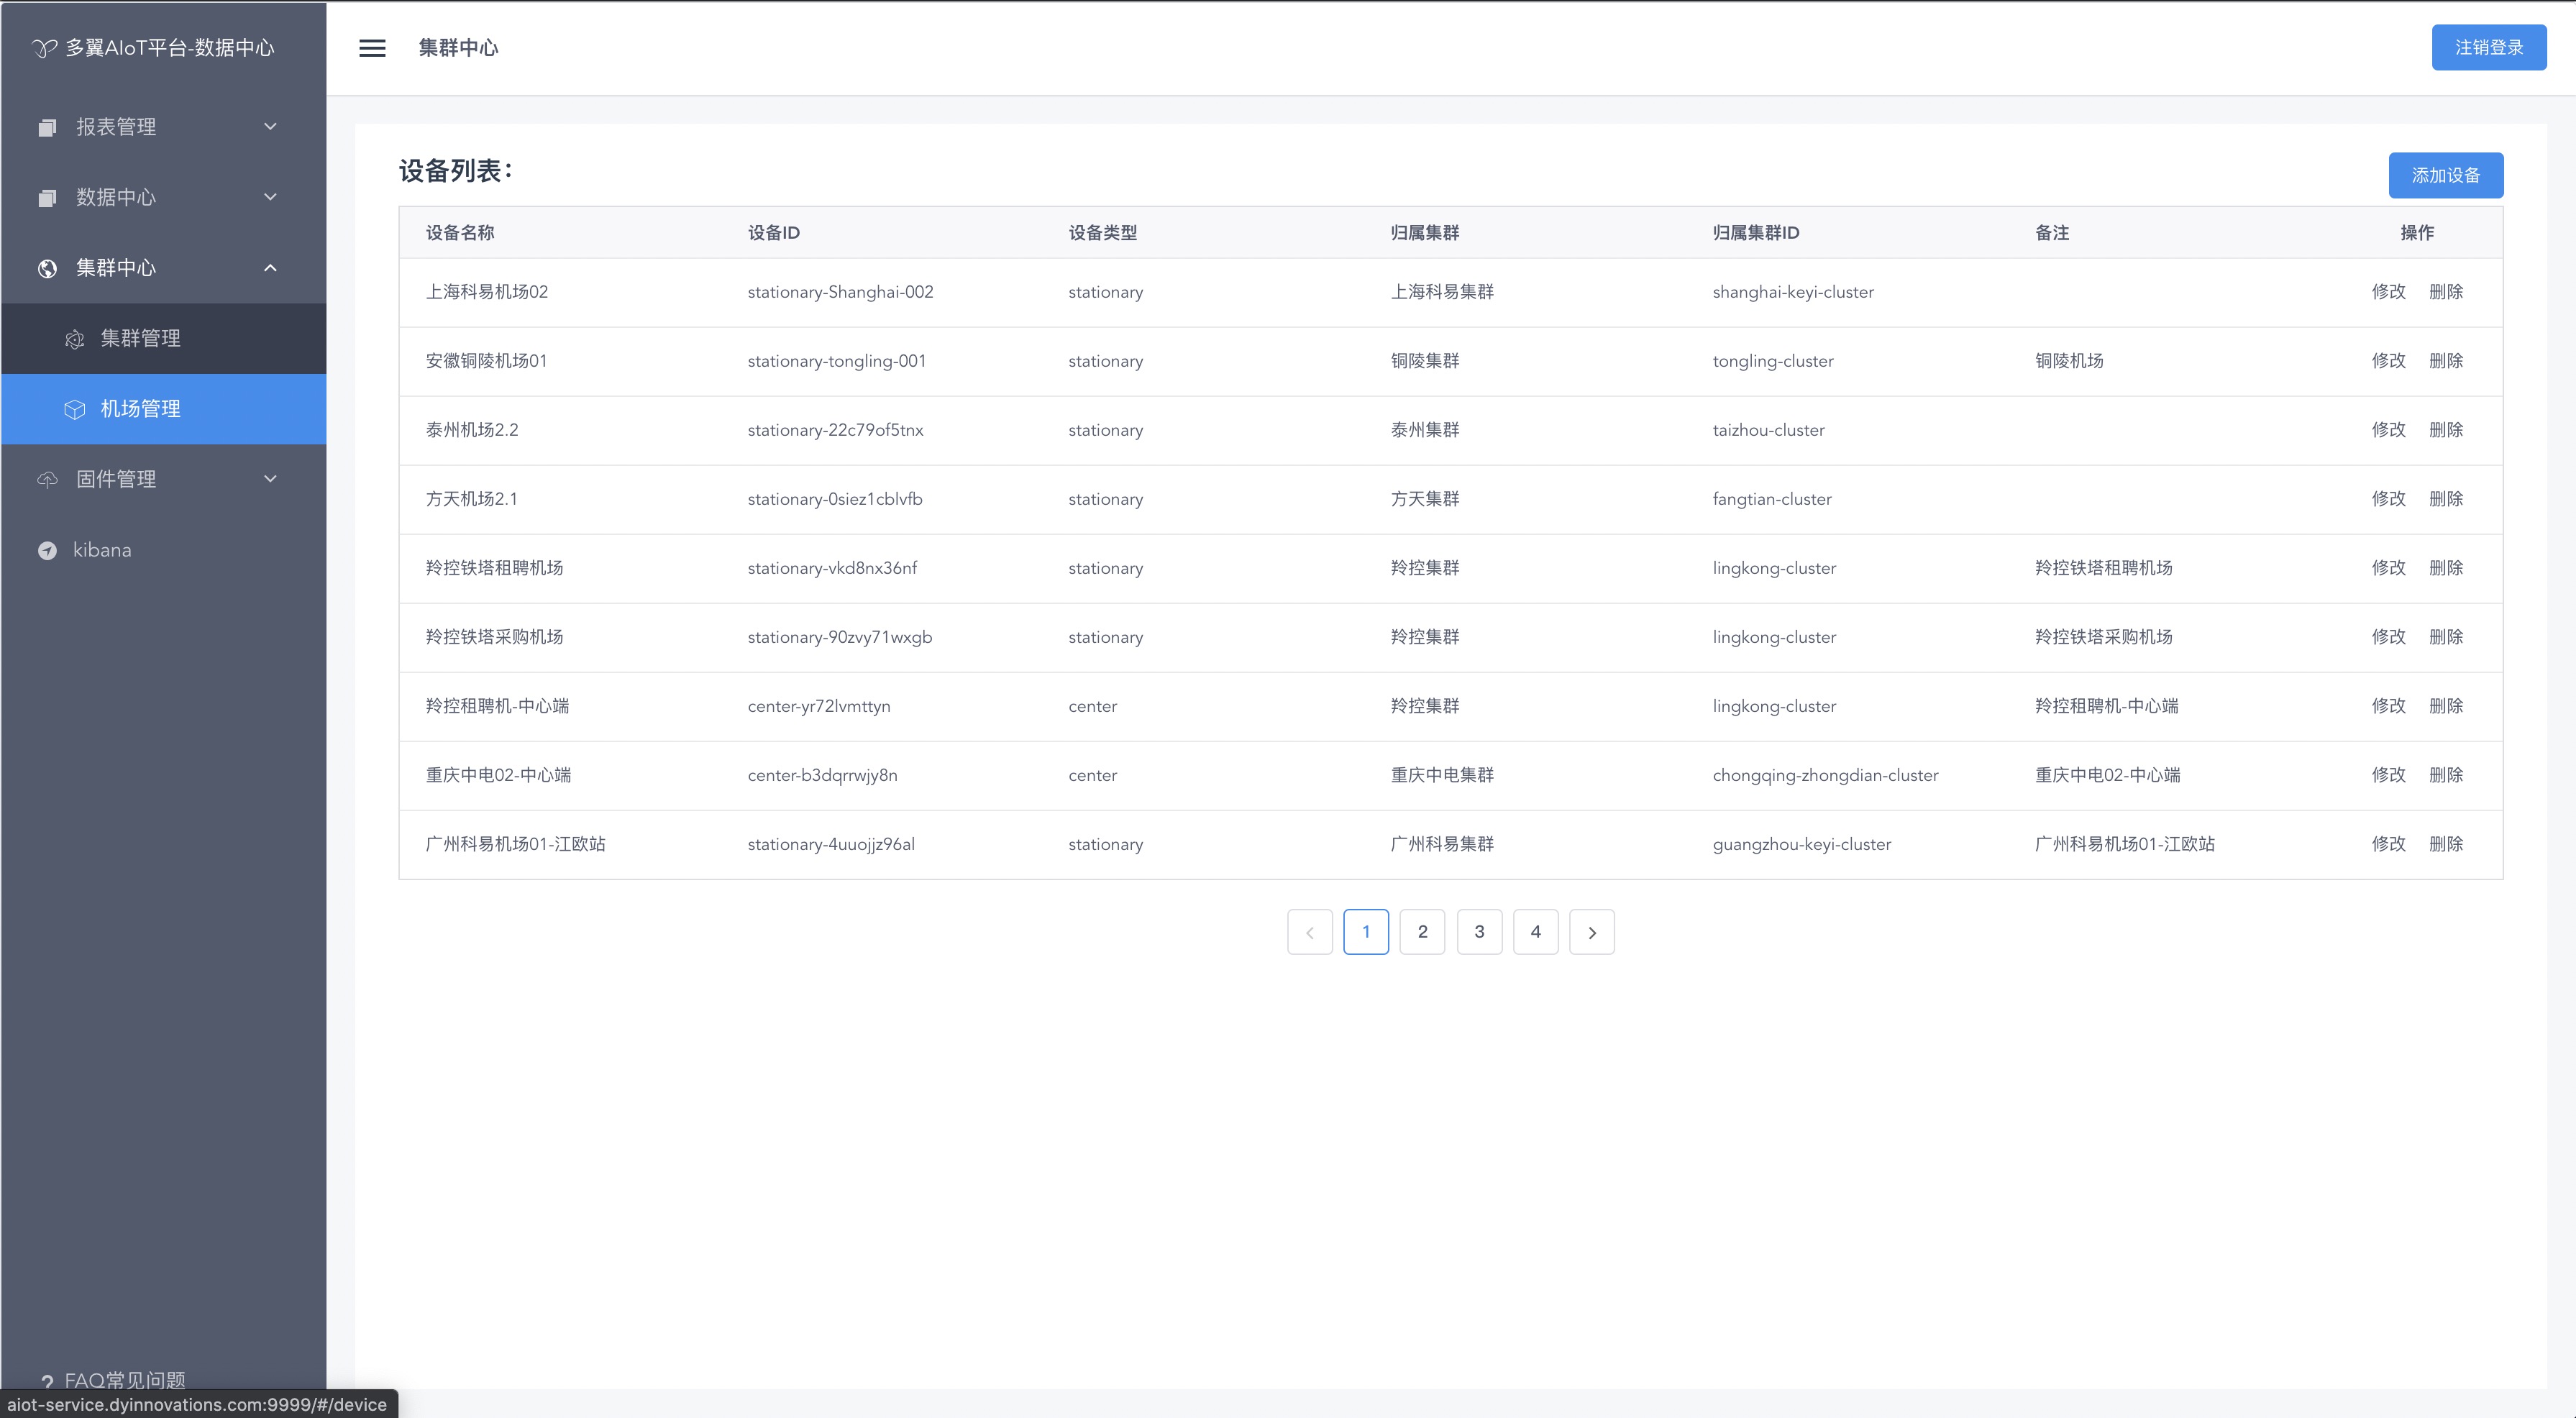 多翼AIoT平台-数据中心
集群中心
注销登录
报表管理
数据中心
集群中心
集群管理
机场管理
固件管理
kibana
设备列表：
添加设备
设备名称 设备ID 设备类型 归属集群 归属集群ID 备注 操作
上海科易机场02 stationary-Shanghai-002 stationary 上海科易集群 shanghai-keyi-cluster 修改 删除
安徽铜陵机场01 stationary-tongling-001 stationary 铜陵集群 tongling-cluster 铜陵机场 修改 删除
泰州机场2.2 stationary-22c79of5tnx stationary 泰州集群 taizhou-cluster 修改 删除
方天机场2.1 stationary-0siez1cblvfb stationary 方天集群 fangtian-cluster 修改 删除
羚控铁塔租聘机场 stationary-vkd8nx36nf stationary 羚控集群 lingkong-cluster 羚控铁塔租聘机场 修改 删除
羚控铁塔采购机场 stationary-90zvy71wxgb stationary 羚控集群 lingkong-cluster 羚控铁塔采购机场 修改 删除
羚控租聘机-中心端 center-yr72lvmttyn center 羚控集群 lingkong-cluster 羚控租聘机-中心端 修改 删除
重庆中电02-中心端 center-b3dqrrwjy8n center 重庆中电集群 chongqing-zhongdian-cluster 重庆中电02-中心端 修改 删除
广州科易机场01-江欧站 stationary-4uuojjz96al stationary 广州科易集群 guangzhou-keyi-cluster 广州科易机场01-江欧站 修改 删除
1 2 3 4
? FAQ常见问题
aiot-service.dyinnovations.com:9999/#/device